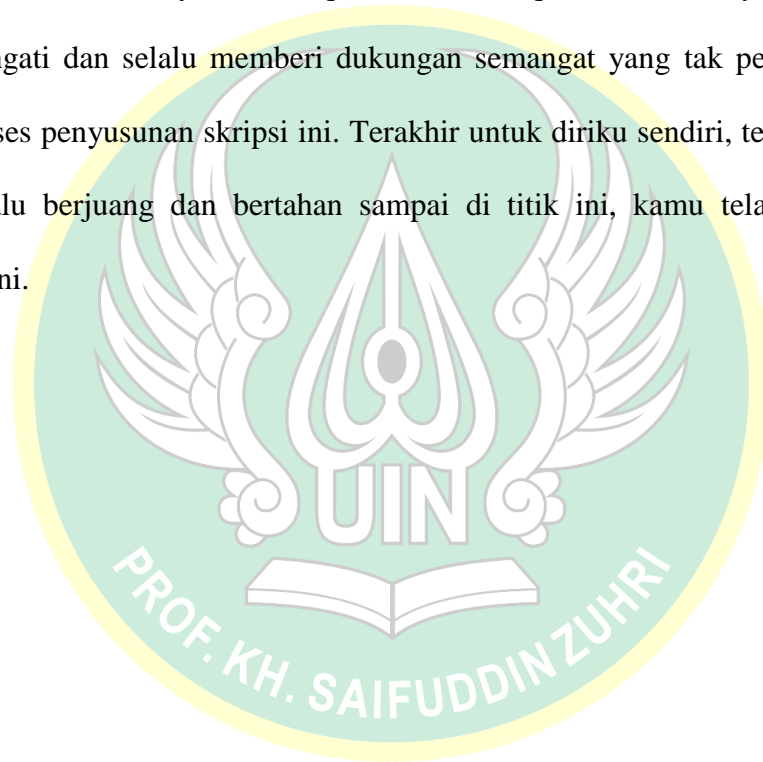 ngati dan selalu memberi dukungan semangat yang tak pe
ses penyusunan skripsi ini. Terakhir untuk diriku sendiri, te
lu berjuang dan bertahan sampai di titik ini, kamu tela
ni.
UIN
PROF. KH. SAIFUDDIN ZUHRI